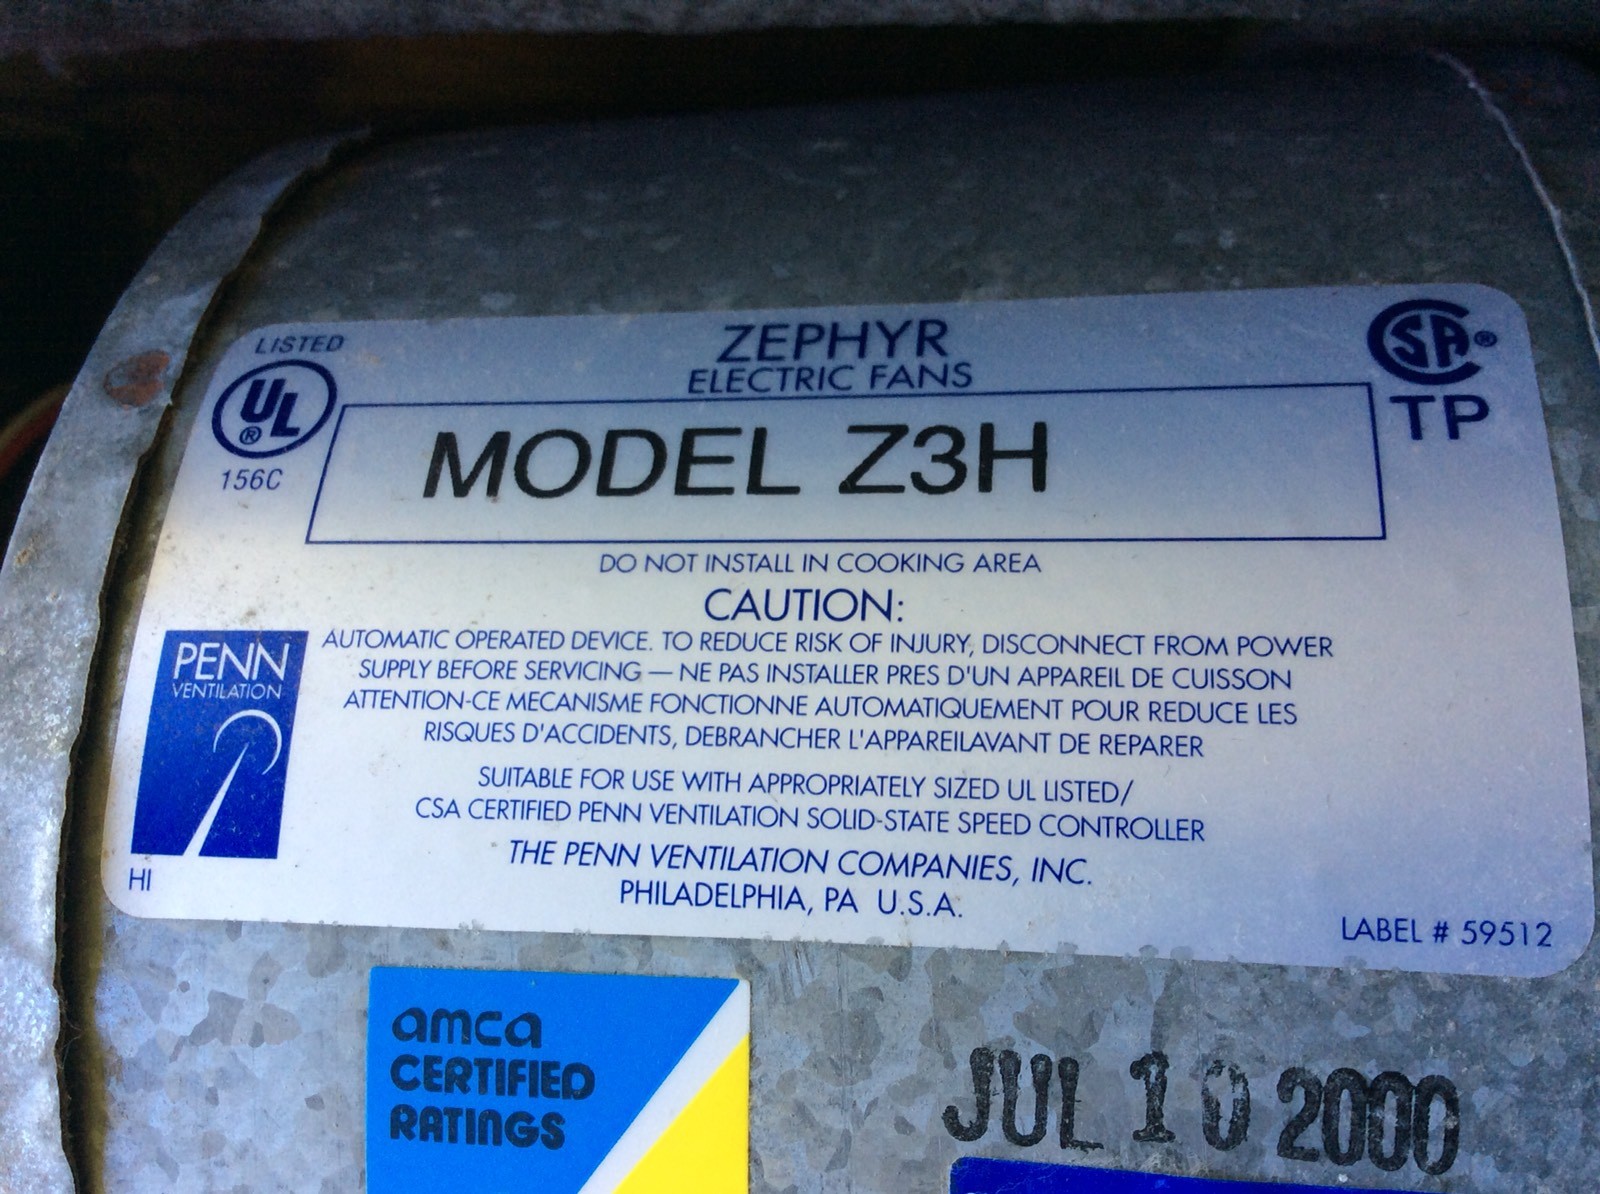 LISTED
UL®
156C
ZEPHYR
ELECTRIC FANS
MODEL Z3H
SA®
TP
DO NOT INSTALL IN COOKING AREA
CAUTION:
AUTOMATIC OPERATED DEVICE. TO REDUCE RISK OF INJURY, DISCONNECT FROM POWER
SUPPLY BEFORE SERVICING — NE PAS INSTALLER PRES D'UN APPAREIL DE CUISSON
ATTENTION-CE MECANISME FONCTIONNE AUTOMATIQUEMENT POUR REDUCE LES
RISQUES D'ACCIDENTS, DEBRANCHER L'APPAREILAVANT DE REPARER
SUITABLE FOR USE WITH APPROPRIATELY SIZED UL LISTED/
CSA CERTIFIED PENN VENTILATION SOLID-STATE SPEED CONTROLLER
THE PENN VENTILATION COMPANIES, INC.
PHILADELPHIA, PA U.S.A.
PENN
VENTILATION
HI
LABEL # 59512
amca
CERTIFIED
RATINGS
JUL 10 2000